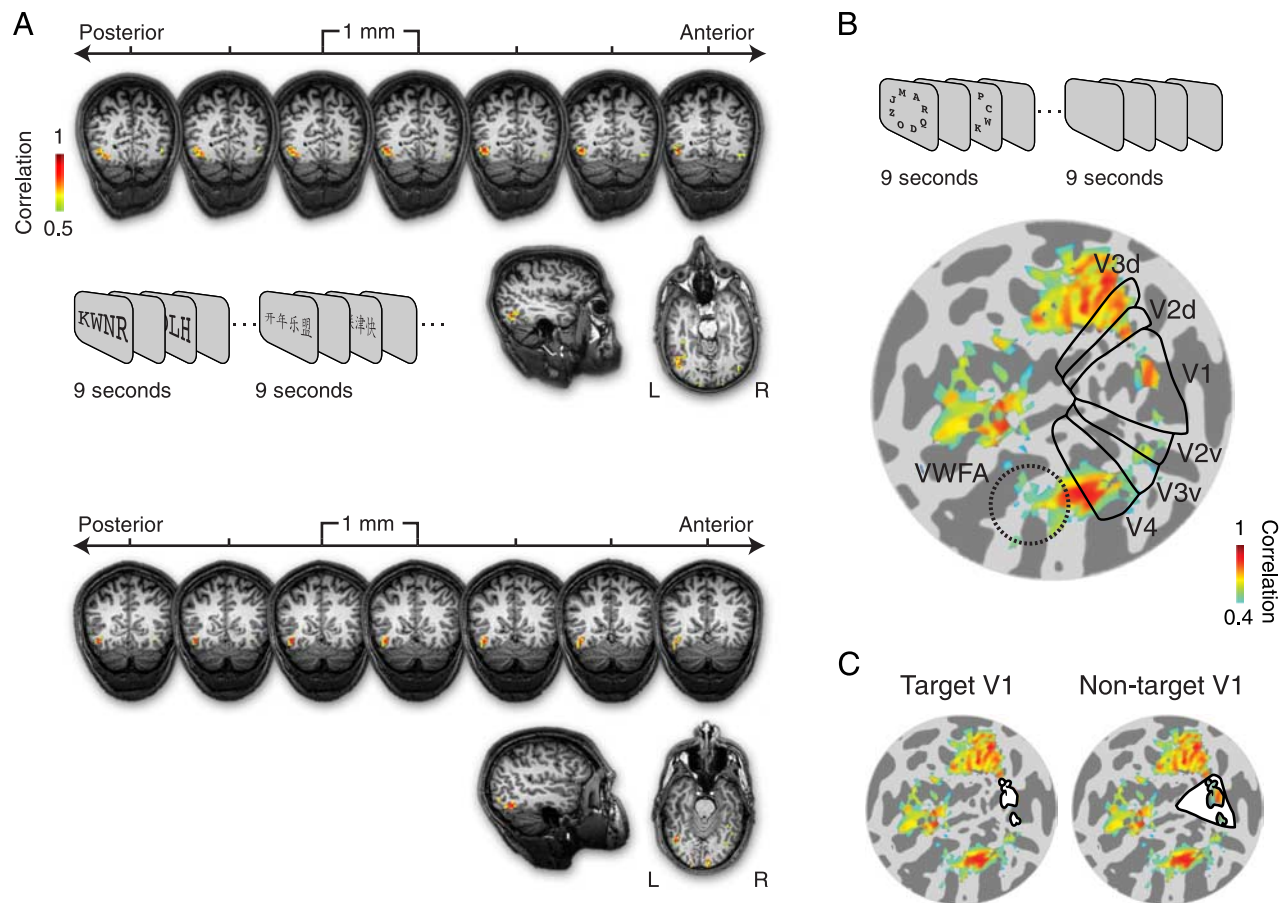 A
Posterior
1 mm
Anterior
1
Correlation
0.5
KWNR
LH
开年乐盟
津快
9 seconds
9 seconds
L
R
Posterior
1 mm
Anterior
L
R
B
J M A R Q D O Z
P C W K
9 seconds
9 seconds
V3d
V2d
V1
V2v
V3v
V4
VWFA
1
Correlation
0.4
C
Target V1
Non-target V1